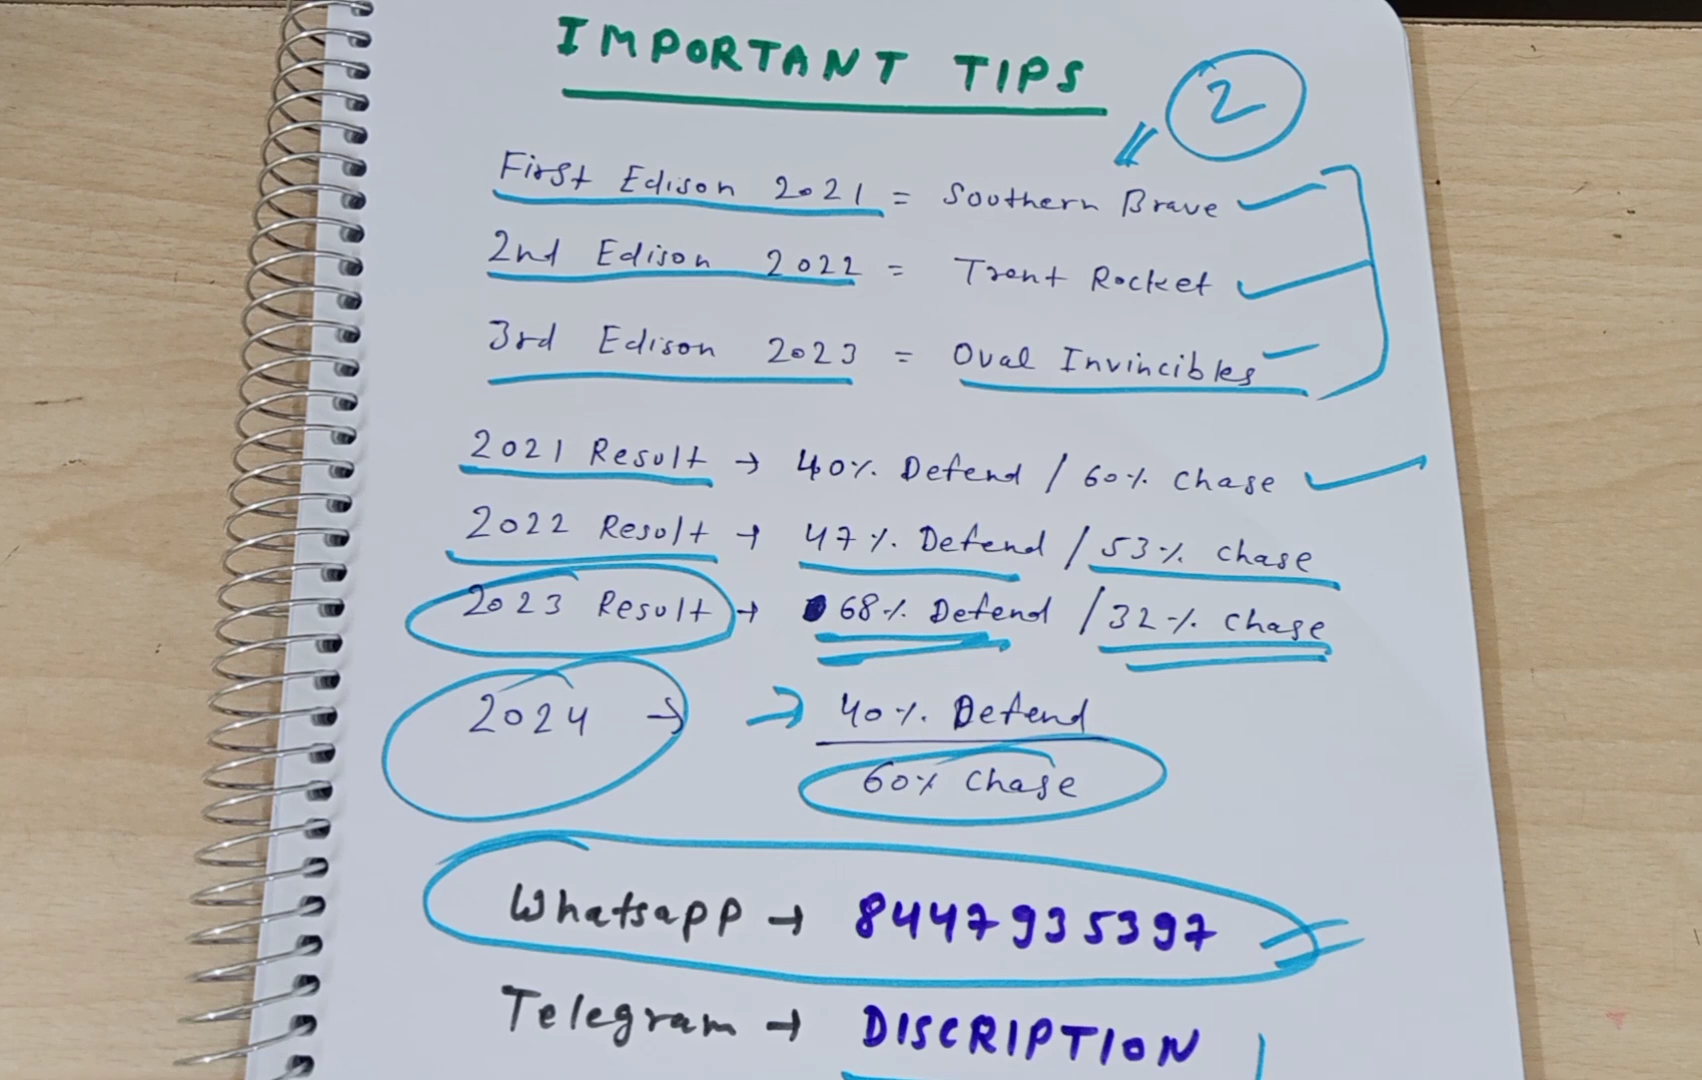 IMPORTANT TIPS
2
First Edison 2021 = Southern Brave
2nd Edison 2022 = Trent Rocket
3rd Edison 2023 = Oval Invincibles
2021 Result → 40% Defend / 60% Chase
2022 Result → 47% Defend / 53% Chase
2023 Result → 68% Defend / 32% Chase
2024 → → 40% Defend
60% Chase
Whatsapp → 8447935397
Telegram → DISCRIPTION